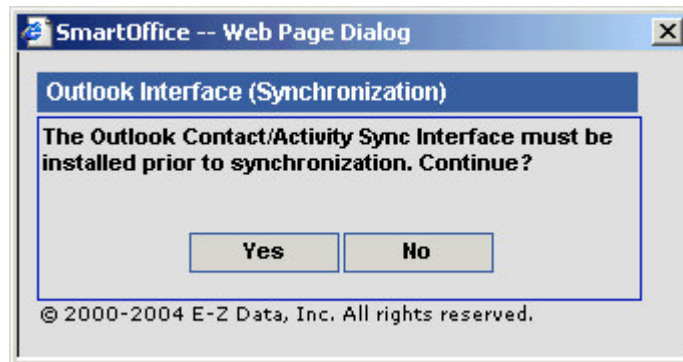 SmartOffice -- Web Page Dialog
Outlook Interface (Synchronization)
The Outlook Contact/Activity Sync Interface must be
installed prior to synchronization. Continue?
Yes No
© 2000-2004 E-Z Data, Inc. All rights reserved.